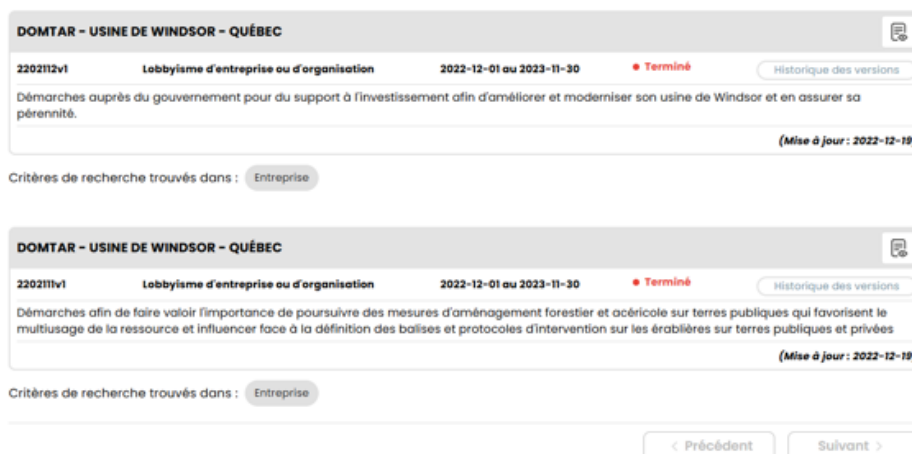 DOMTAR - USINE DE WINDSOR - QUÉBEC
2202112v1 Lobbyisme d'entreprise ou d'organisation 2022-12-01 au 2023-11-30 • Terminé Historique des versions
Démarches auprès du gouvernement pour du support à l'investissement afin d'améliorer et moderniser son usine de Windsor et en assurer sa
pérennité.
(Mise à jour : 2022-12-19)
Critères de recherche trouvés dans : Entreprise
DOMTAR - USINE DE WINDSOR - QUÉBEC
2202111v1 Lobbyisme d'entreprise ou d'organisation 2022-12-01 au 2023-11-30 • Terminé Historique des versions
Démarches afin de faire valoir l'importance de poursuivre des mesures d'aménagement forestier et acéricole sur terres publiques qui favorisent le
multiusage de la ressource et influencer face à la définition des balises et protocoles d'intervention sur les érablières sur terres publiques et privées
(Mise à jour : 2022-12-19)
Critères de recherche trouvés dans : Entreprise
< Précédent Suivant >